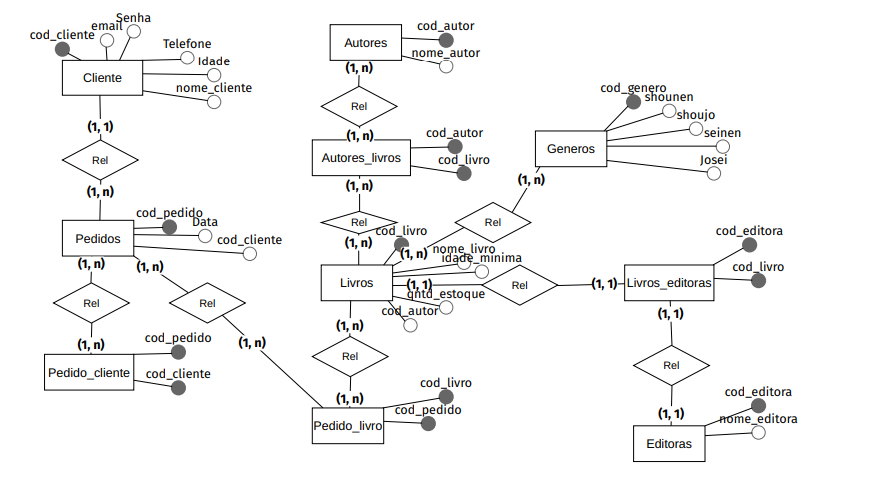 Senha
email
cod_cliente
Telefone
Idade
nome_cliente
Cliente
(1, 1)
Rel
(1, n)
cod_pedido
Data
cod_cliente
Pedidos
(1, n)
(1, n)
Rel
Rel
(1, n)
(1, n)
cod_pedido
cod_cliente
Pedido_cliente
cod_autor
nome_autor
Autores
(1, n)
Rel
(1, n)
cod_autor
cod_livro
Autores_livros
(1, n)
Rel
(1, n)
cod_livro
nome_livro
idade_minima
qntd_estoque
cod_autor
Livros
(1, n)
(1, 1)
(1, n)
Rel
(1, n)
cod_livro
cod_pedido
Pedido_livro
cod_genero
shounen
shoujo
seinen
Josei
Generos
(1, n)
Rel
Rel
(1, 1)
cod_editora
cod_livro
Livros_editoras
(1, 1)
Rel
(1, 1)
cod_editora
nome_editora
Editoras